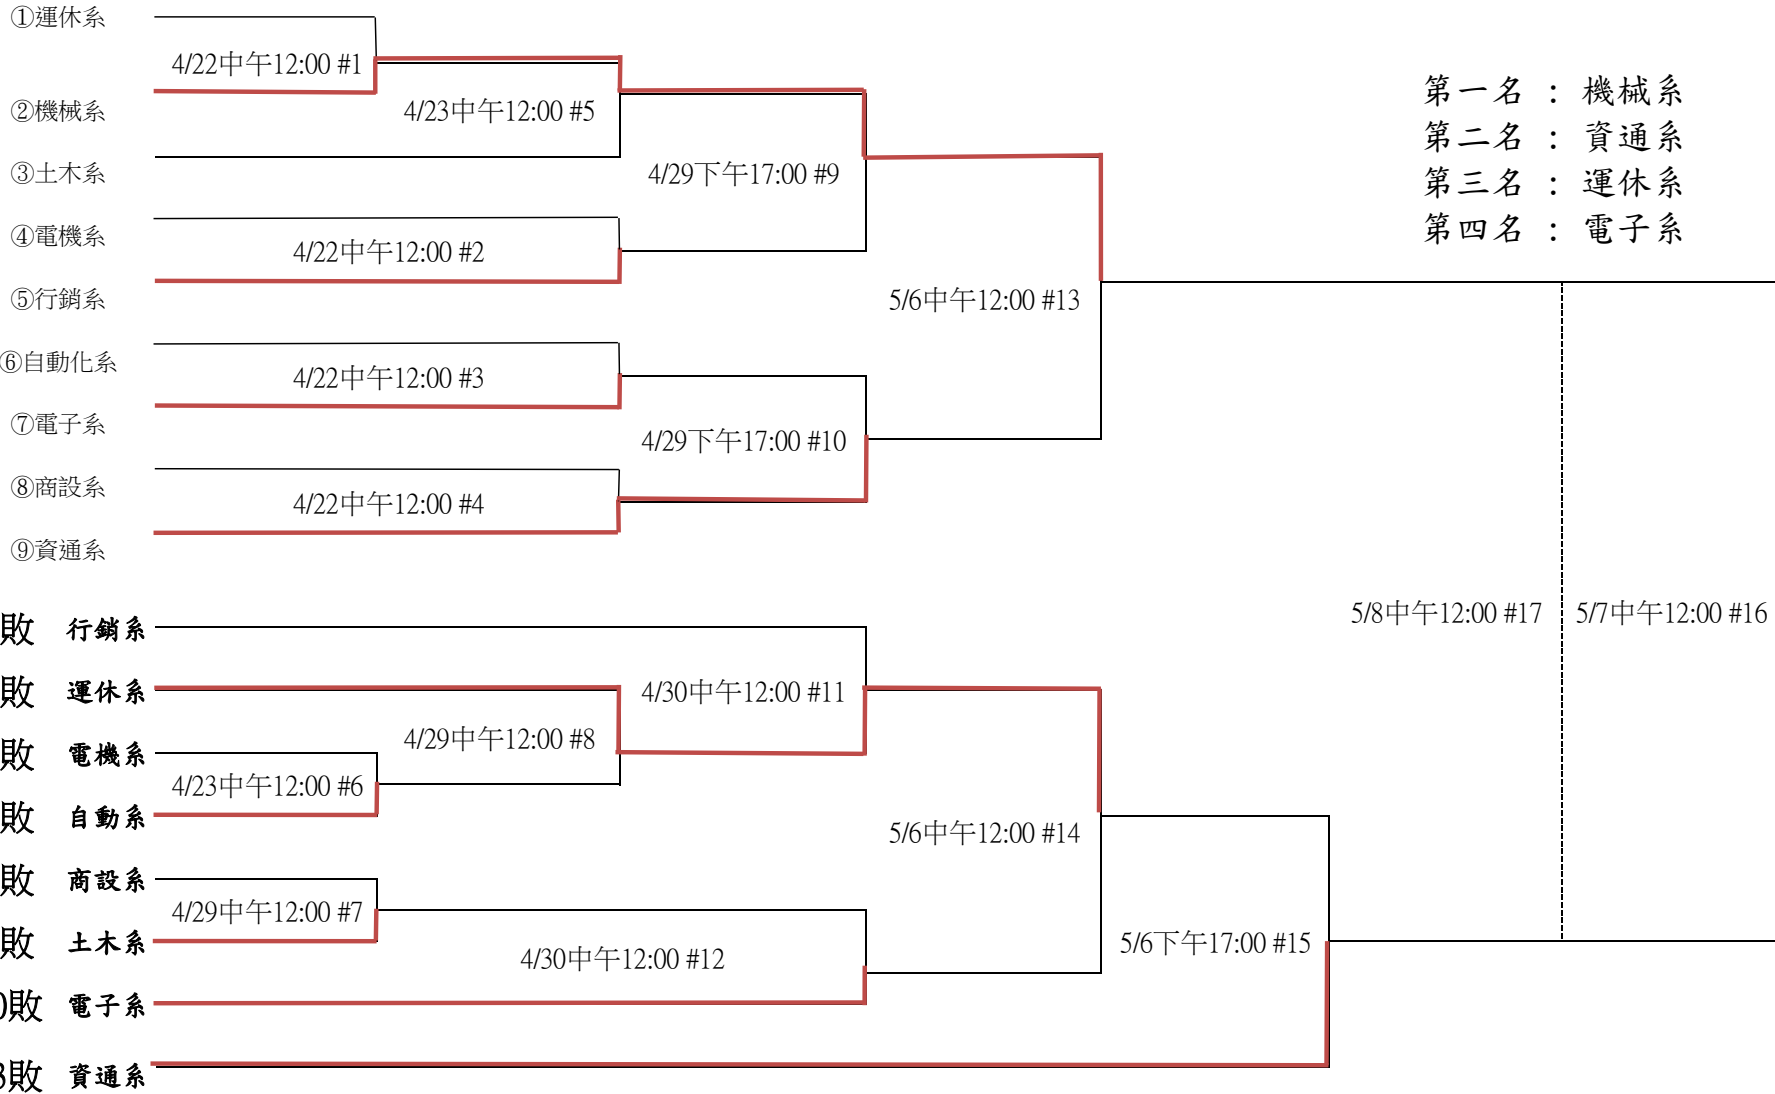 ①運休系
4/22中午12:00 #1
②機械系
4/23中午12:00 #5
③土木系
4/29下午17:00 #9
④電機系
4/22中午12:00 #2
⑤行銷系
5/6中午12:00 #13
⑥自動化系
4/22中午12:00 #3
⑦電子系
4/29下午17:00 #10
⑧商設系
4/22中午12:00 #4
⑨資通系
第一名 : 機械系
第二名 : 資通系
第三名 : 運休系
第四名 : 電子系
5/8中午12:00 #17
5/7中午12:00 #16
敗 行銷系
敗 運休系
4/30中午12:00 #11
4/29中午12:00 #8
敗 電機系
4/23中午12:00 #6
敗 自動系
5/6中午12:00 #14
敗 商設系
4/29中午12:00 #7
敗 土木系
5/6下午17:00 #15
4/30中午12:00 #12
0敗 電子系
3敗 資通系